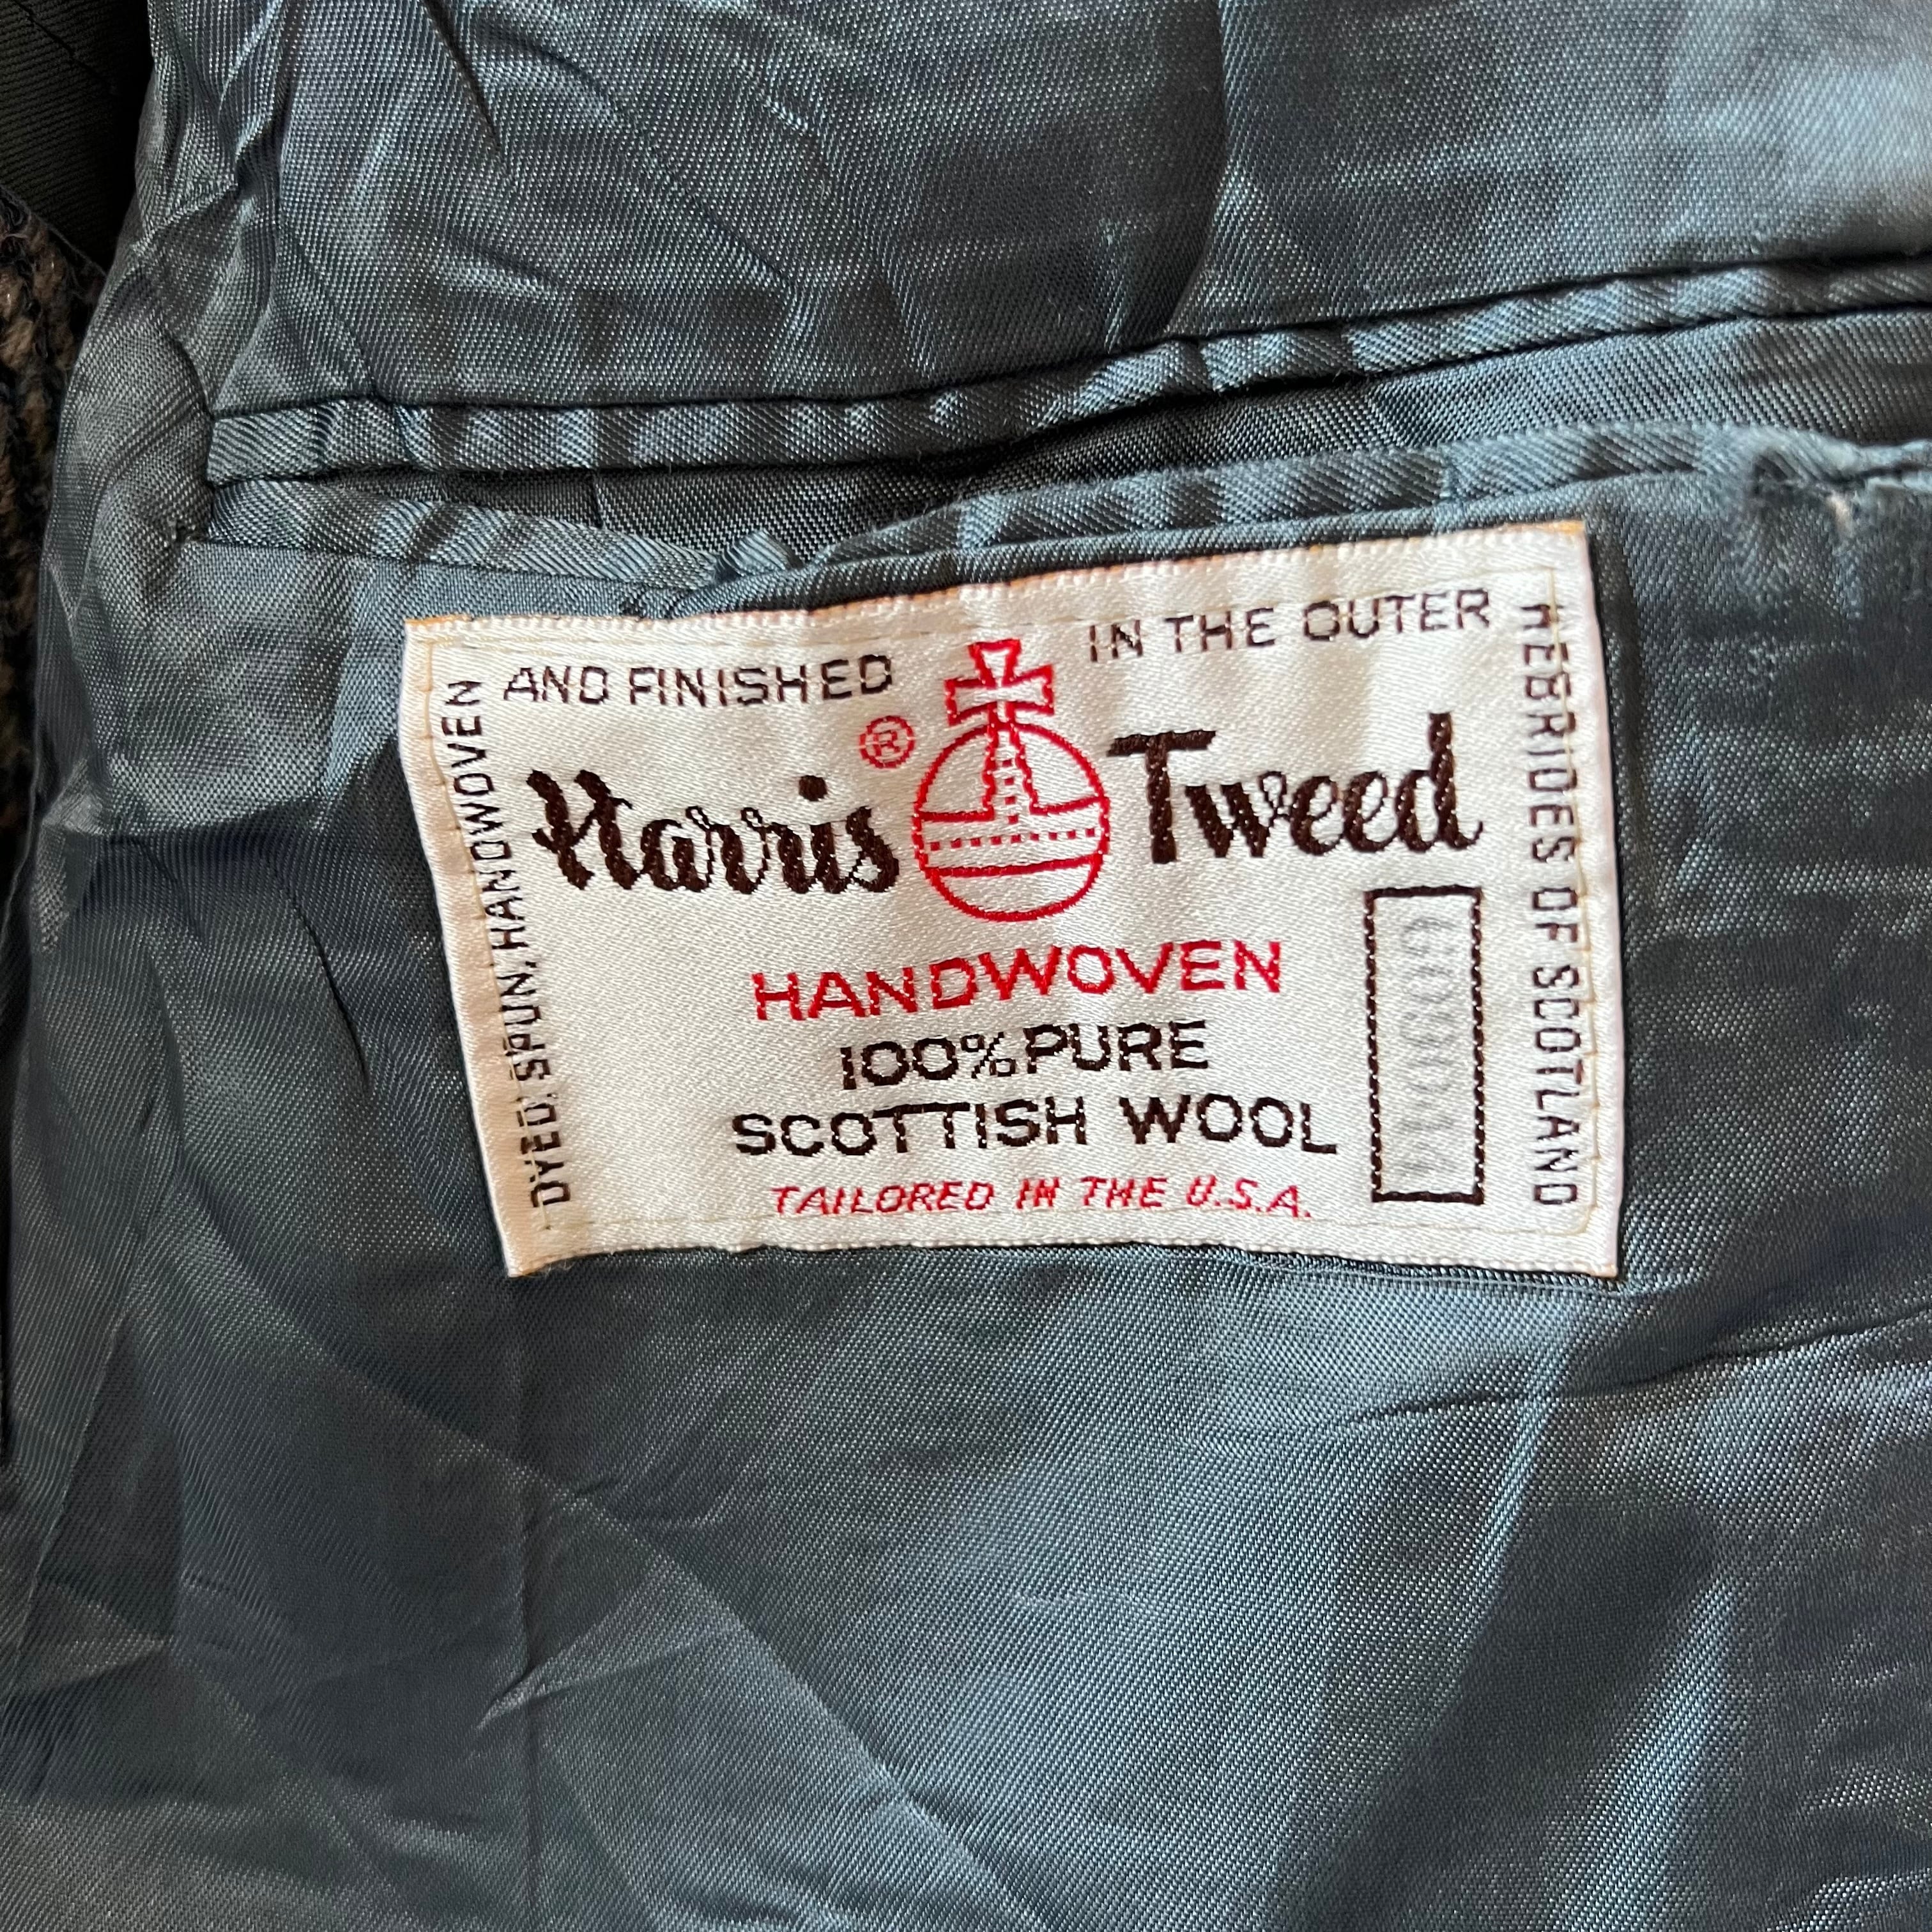 DYED, SPUN, HANDWOVEN
AND FINISHED
IN THE OUTER
HEBRIDES OF SCOTLAND
Harris ® Tweed
HANDWOVEN
100% PURE
SCOTTISH WOOL
TAILORED IN THE U.S.A.